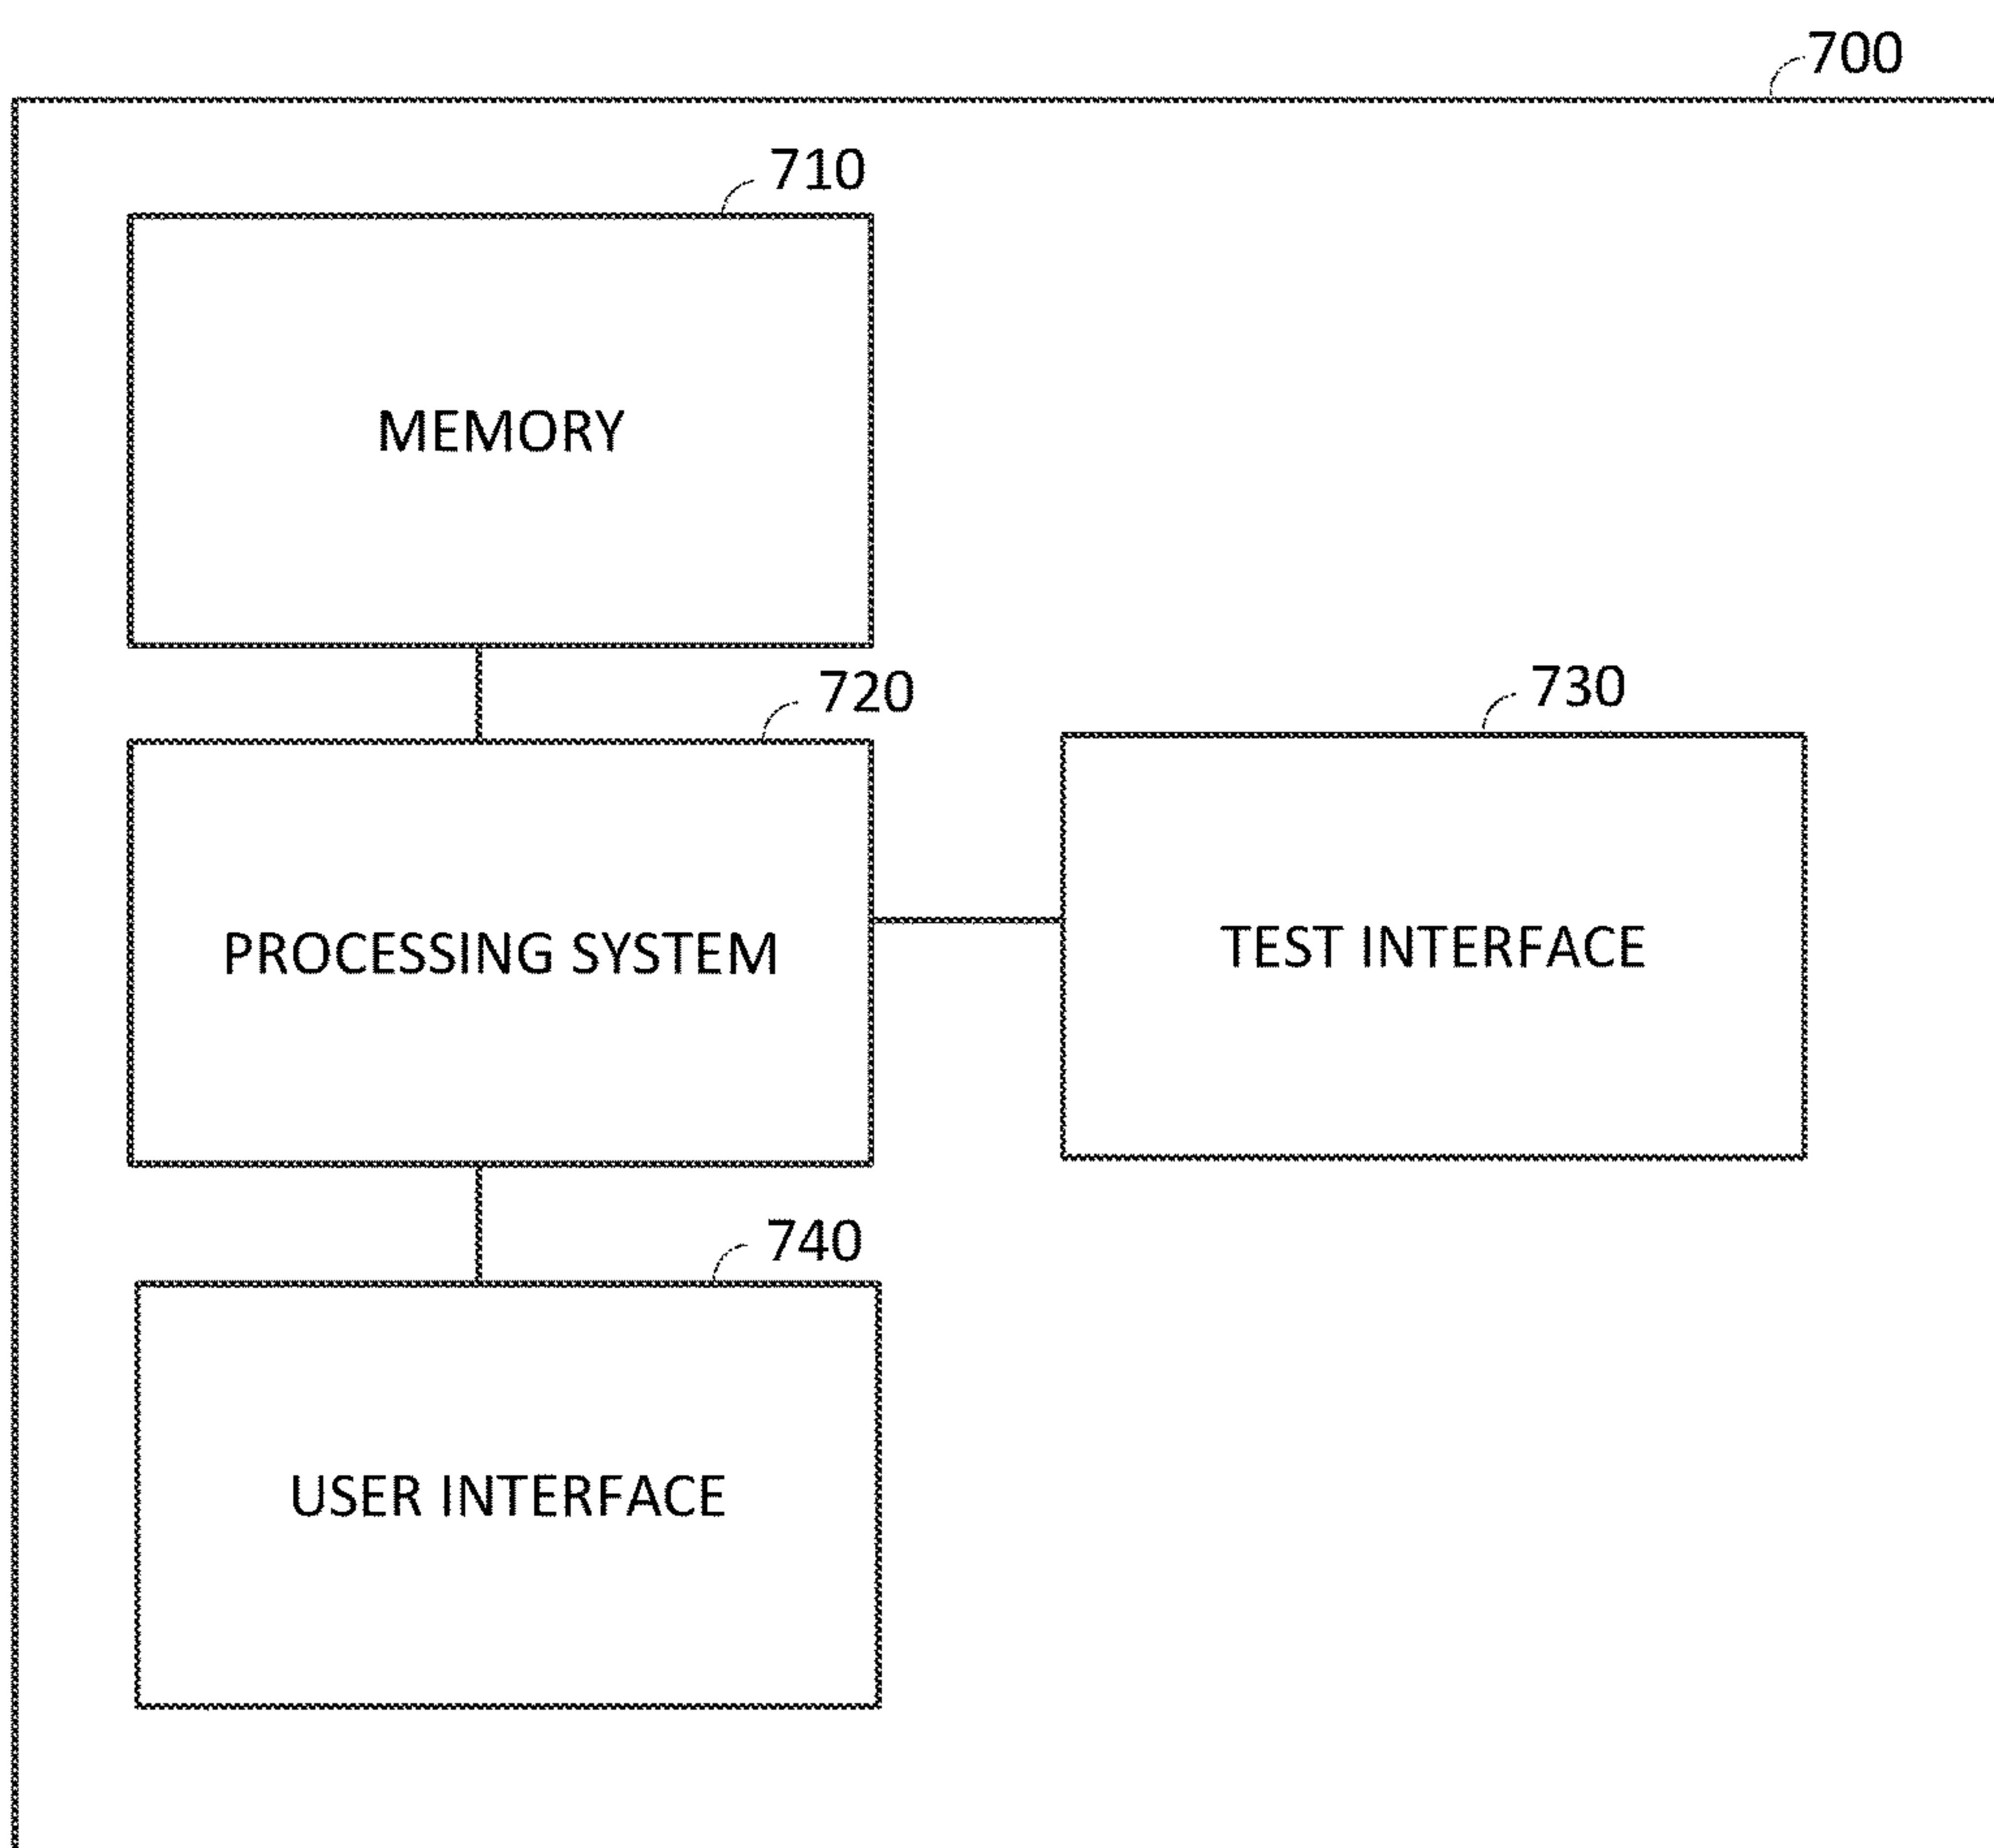 700
710
MEMORY
720
730
PROCESSING SYSTEM
TEST INTERFACE
740
USER INTERFACE